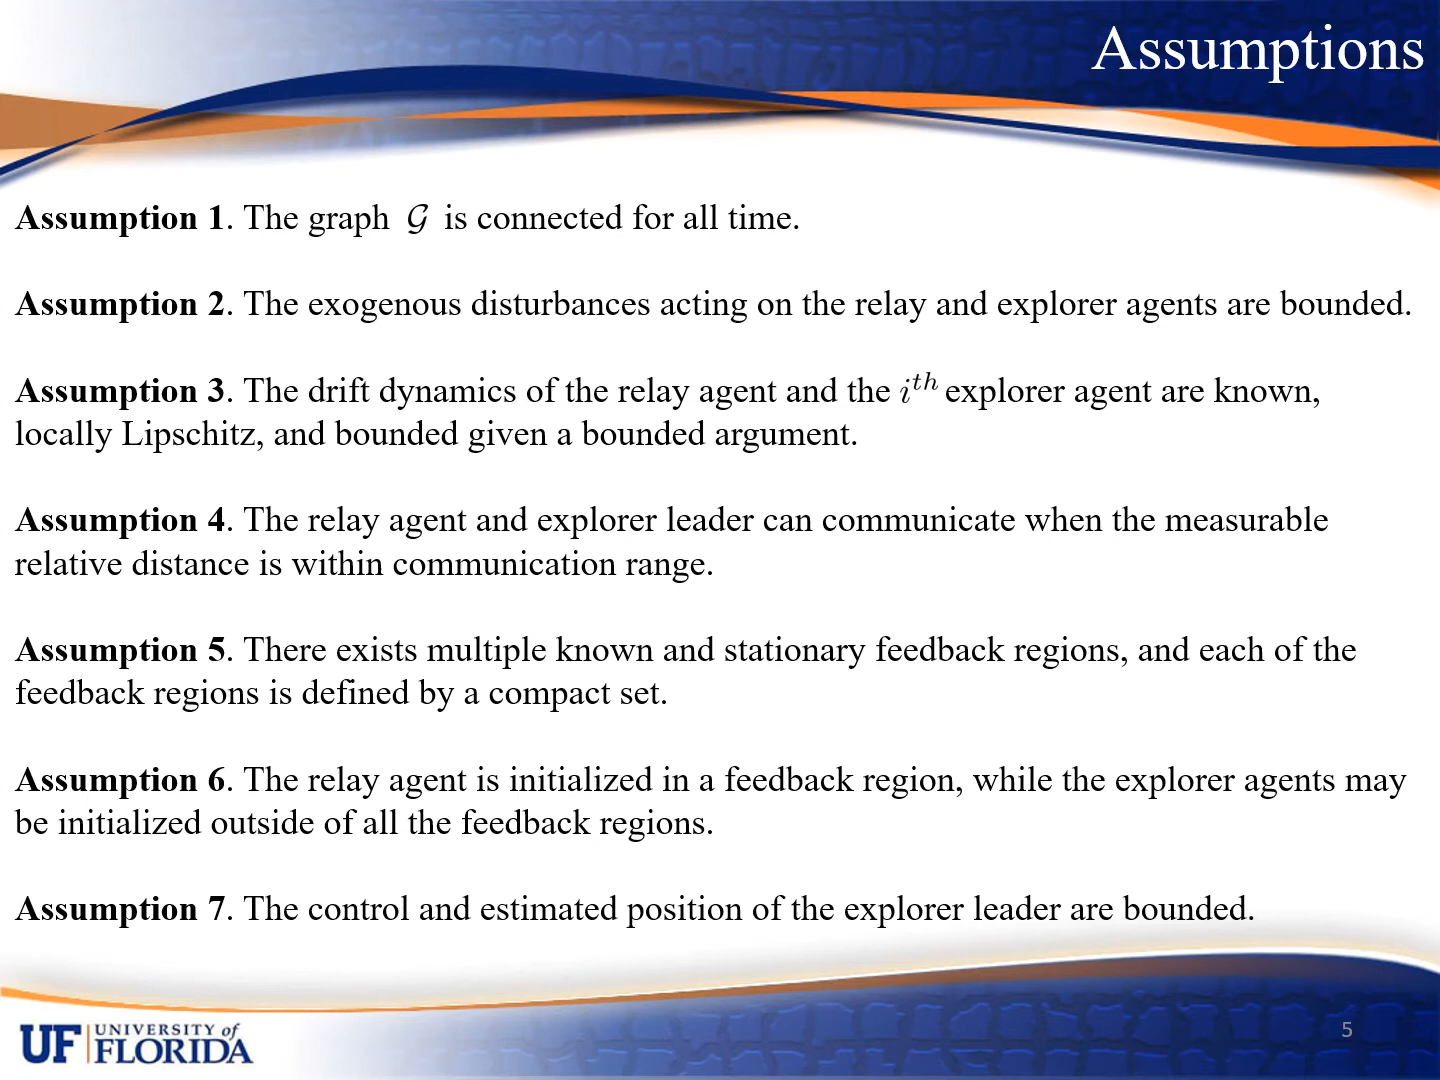 Assumptions
Assumption 1. The graph 𝒢 is connected for all time.
Assumption 2. The exogenous disturbances acting on the relay and explorer agents are bounded.
Assumption 3. The drift dynamics of the relay agent and the i^{th} explorer agent are known,
locally Lipschitz, and bounded given a bounded argument.
Assumption 4. The relay agent and explorer leader can communicate when the measurable
relative distance is within communication range.
Assumption 5. There exists multiple known and stationary feedback regions, and each of the
feedback regions is defined by a compact set.
Assumption 6. The relay agent is initialized in a feedback region, while the explorer agents may
be initialized outside of all the feedback regions.
Assumption 7. The control and estimated position of the explorer leader are bounded.
UF UNIVERSITY of
FLORIDA
5